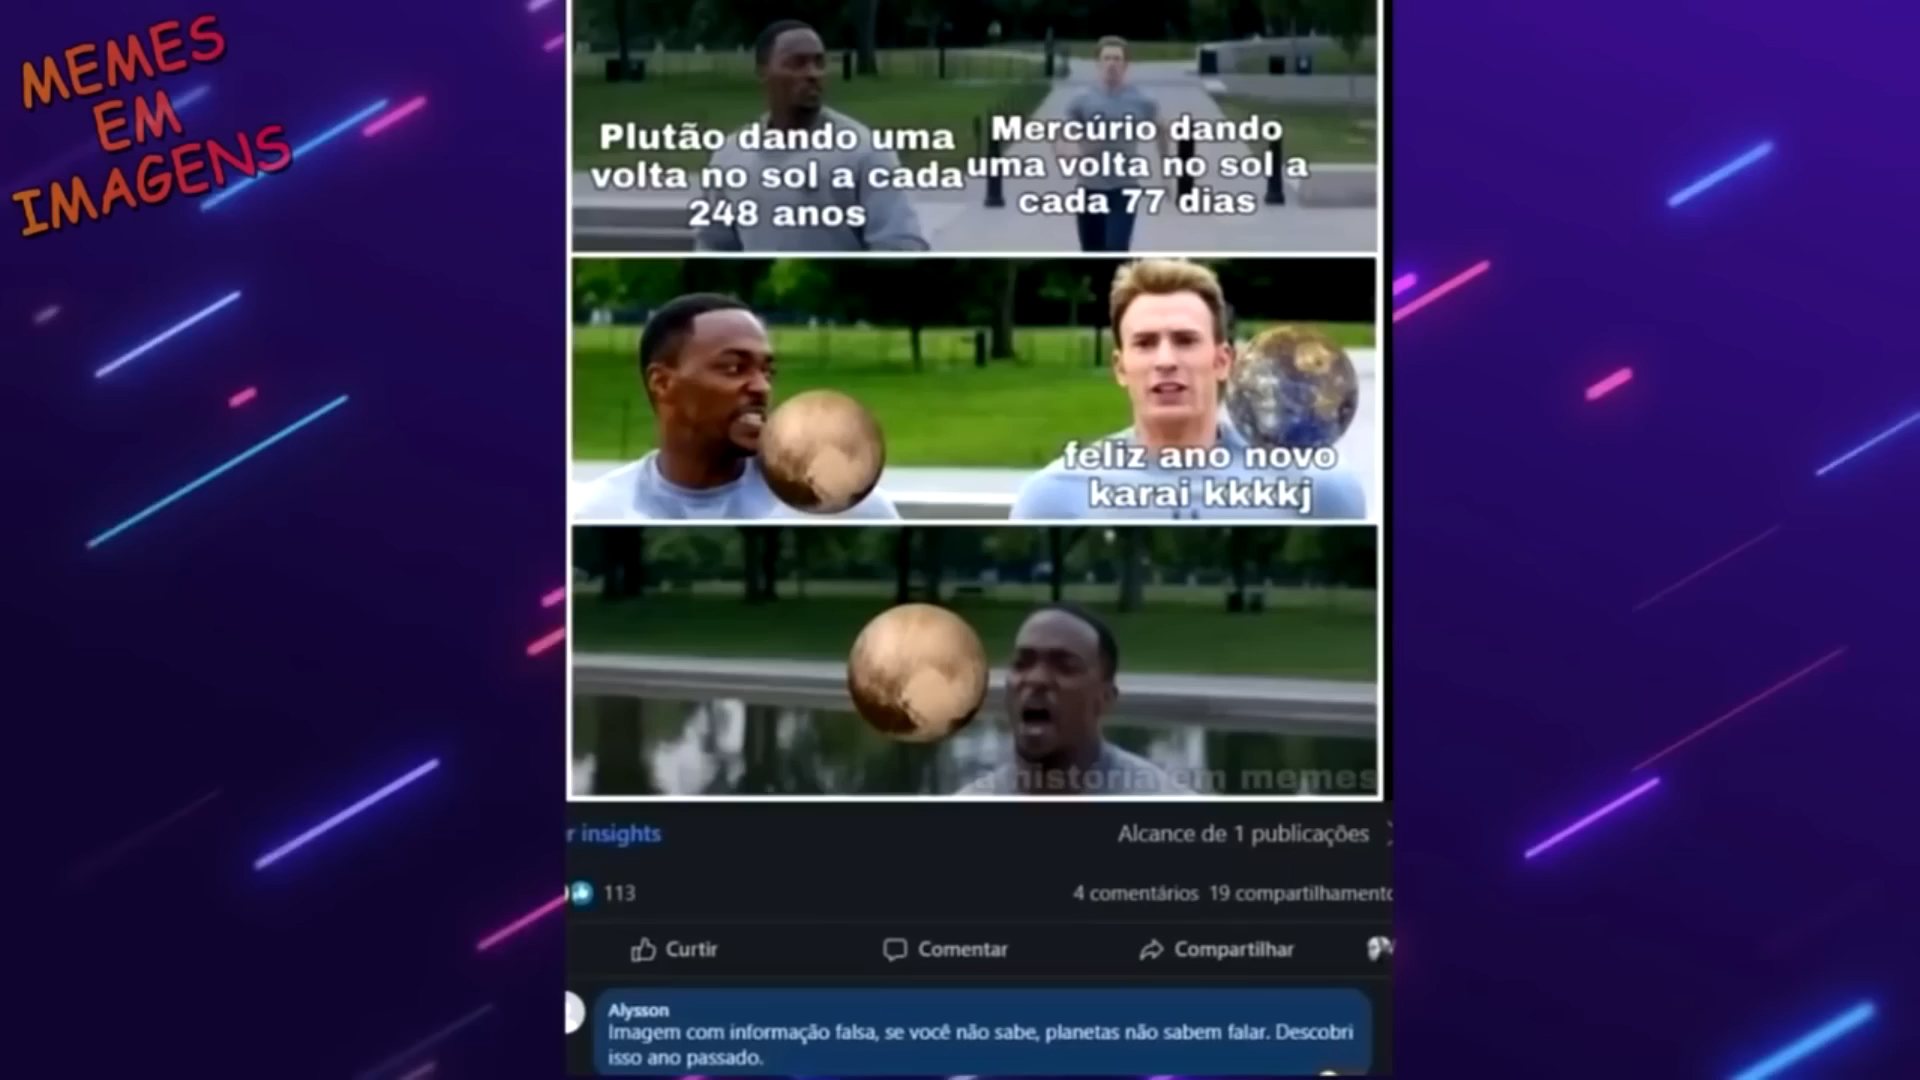 MEMES
EM
IMAGENS
Plutão dando uma
volta no sol a cada
248 anos
Mercúrio dando
uma volta no sol a
cada 77 dias
feliz ano novo
karai kkkkj
a historia em memes
r insights
Alcance de 1 publicações
113
4 comentários 19 compartilhamento
Curtir
Comentar
Compartilhar
Alysson
Imagem com informação falsa, se você não sabe, planetas não sabem falar. Descobri
isso ano passado.